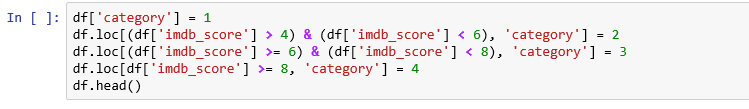 In [ ]: df['category'] = 1
df.loc[(df['imdb_score'] > 4) & (df['imdb_score'] < 6), 'category'] = 2
df.loc[(df['imdb_score'] >= 6) & (df['imdb_score'] < 8), 'category'] = 3
df.loc[df['imdb_score'] >= 8, 'category'] = 4
df.head()